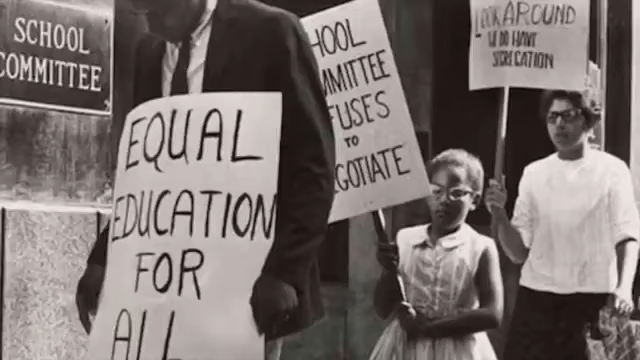 SCHOOL
COMMITTEE
EQUAL
EDUCATION
FOR
ALL
HOOL
MMITTEE
FUSES
TO
GOTIATE
LOOK AROUND
WE DO HAVE
SEGREGATION